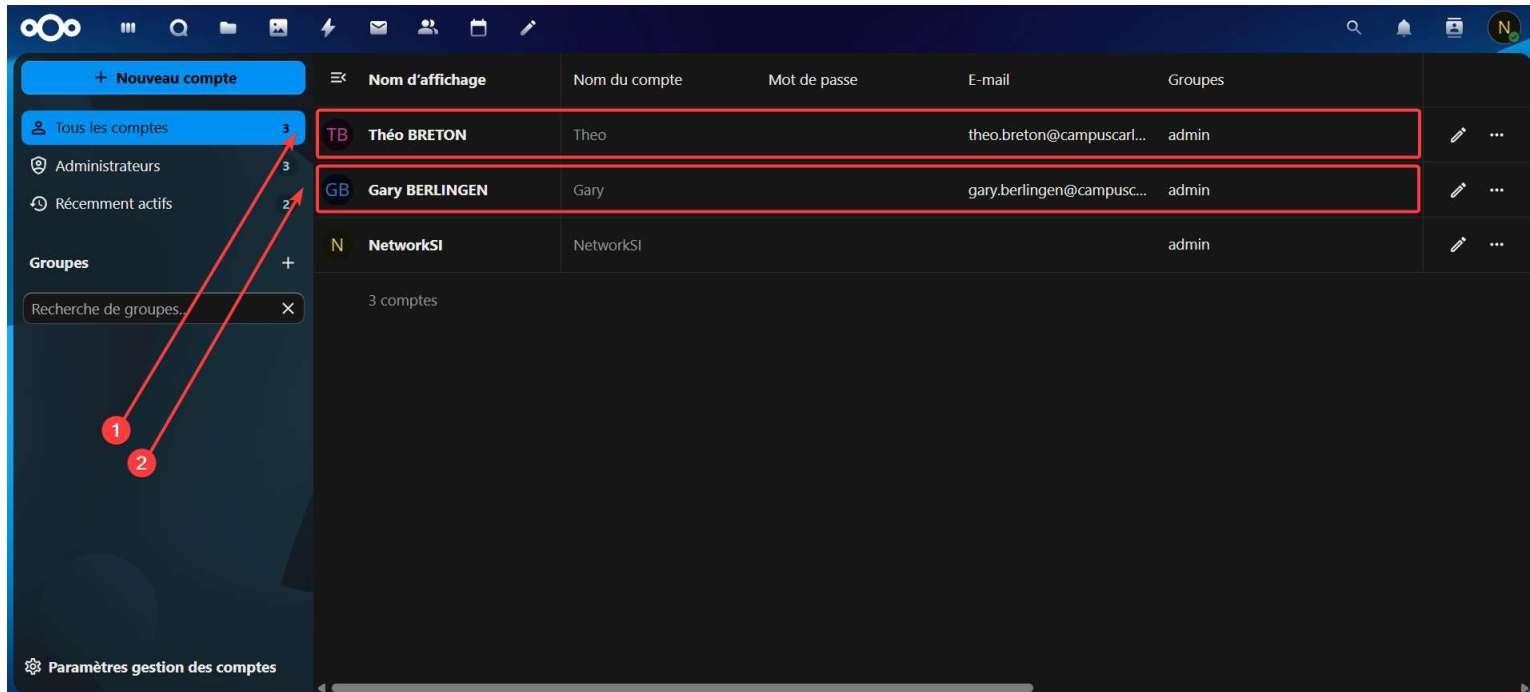 N
+ Nouveau compte
Nom d'affichage Nom du compte Mot de passe E-mail Groupes
Tous les comptes 3
TB Théo BRETON Theo theo.breton@campuscarl... admin
Administrateurs 3
GB Gary BERLINGEN Gary gary.berlingen@campusc... admin
Récemment actifs 2
N NetworkSI NetworkSI admin
Groupes +
Recherche de groupes..
3 comptes
1
2
Paramètres gestion des comptes